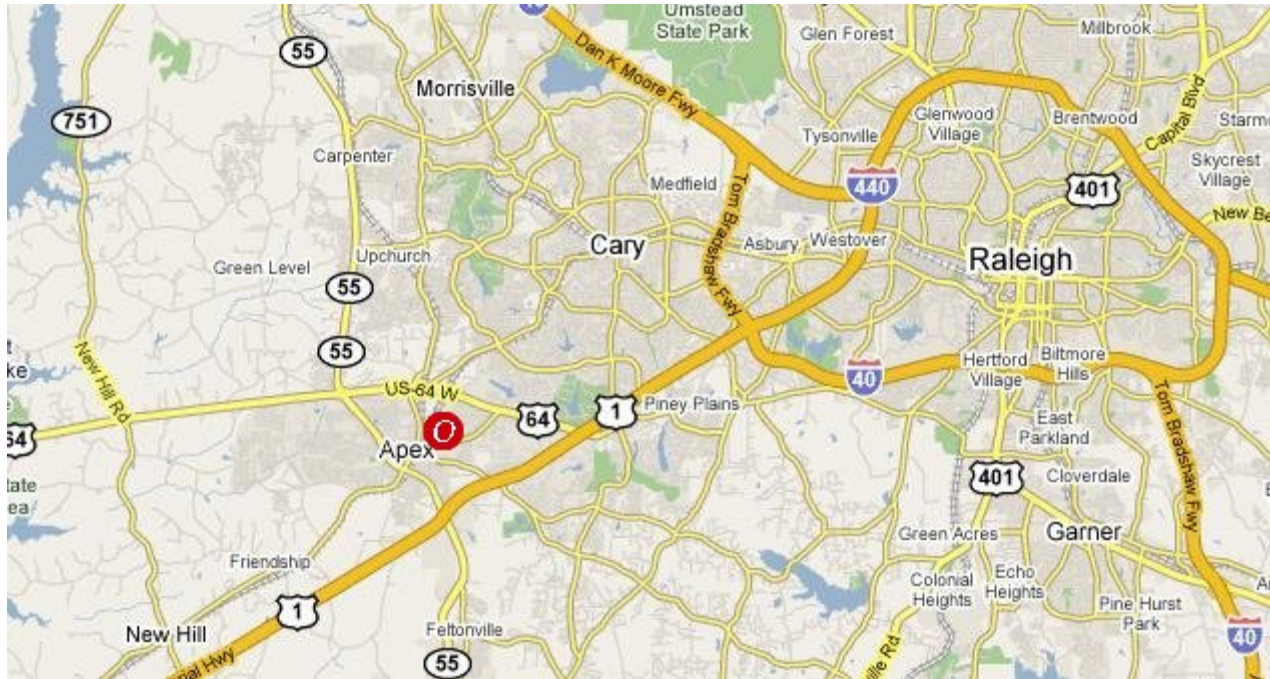 Umstead
State Park
Glen Forest
Millbrook
55
Dan K Moore Fwy
Morrisville
Capital Blvd
751
Glenwood
Village
Brentwood
Tysonville
Carpenter
Skycrest
Village
Medfield
440
401
Tom Bradshaw Fwy
Cary
Asbury
Westover
Upchurch
Green Level
Raleigh
55
55
New Hill Rd
Hertford
Village
Biltmore
Hills
40
US-64 W
64
1
Piney Plains
O
Apex
64
East
Parkland
Tom Bradshaw Fwy
401
Cloverdale
Green Acres
Garner
Friendship
Echo
Heights
Colonial
Heights
1
Pine Hurst
Park
New Hill
Feltonville
40
55